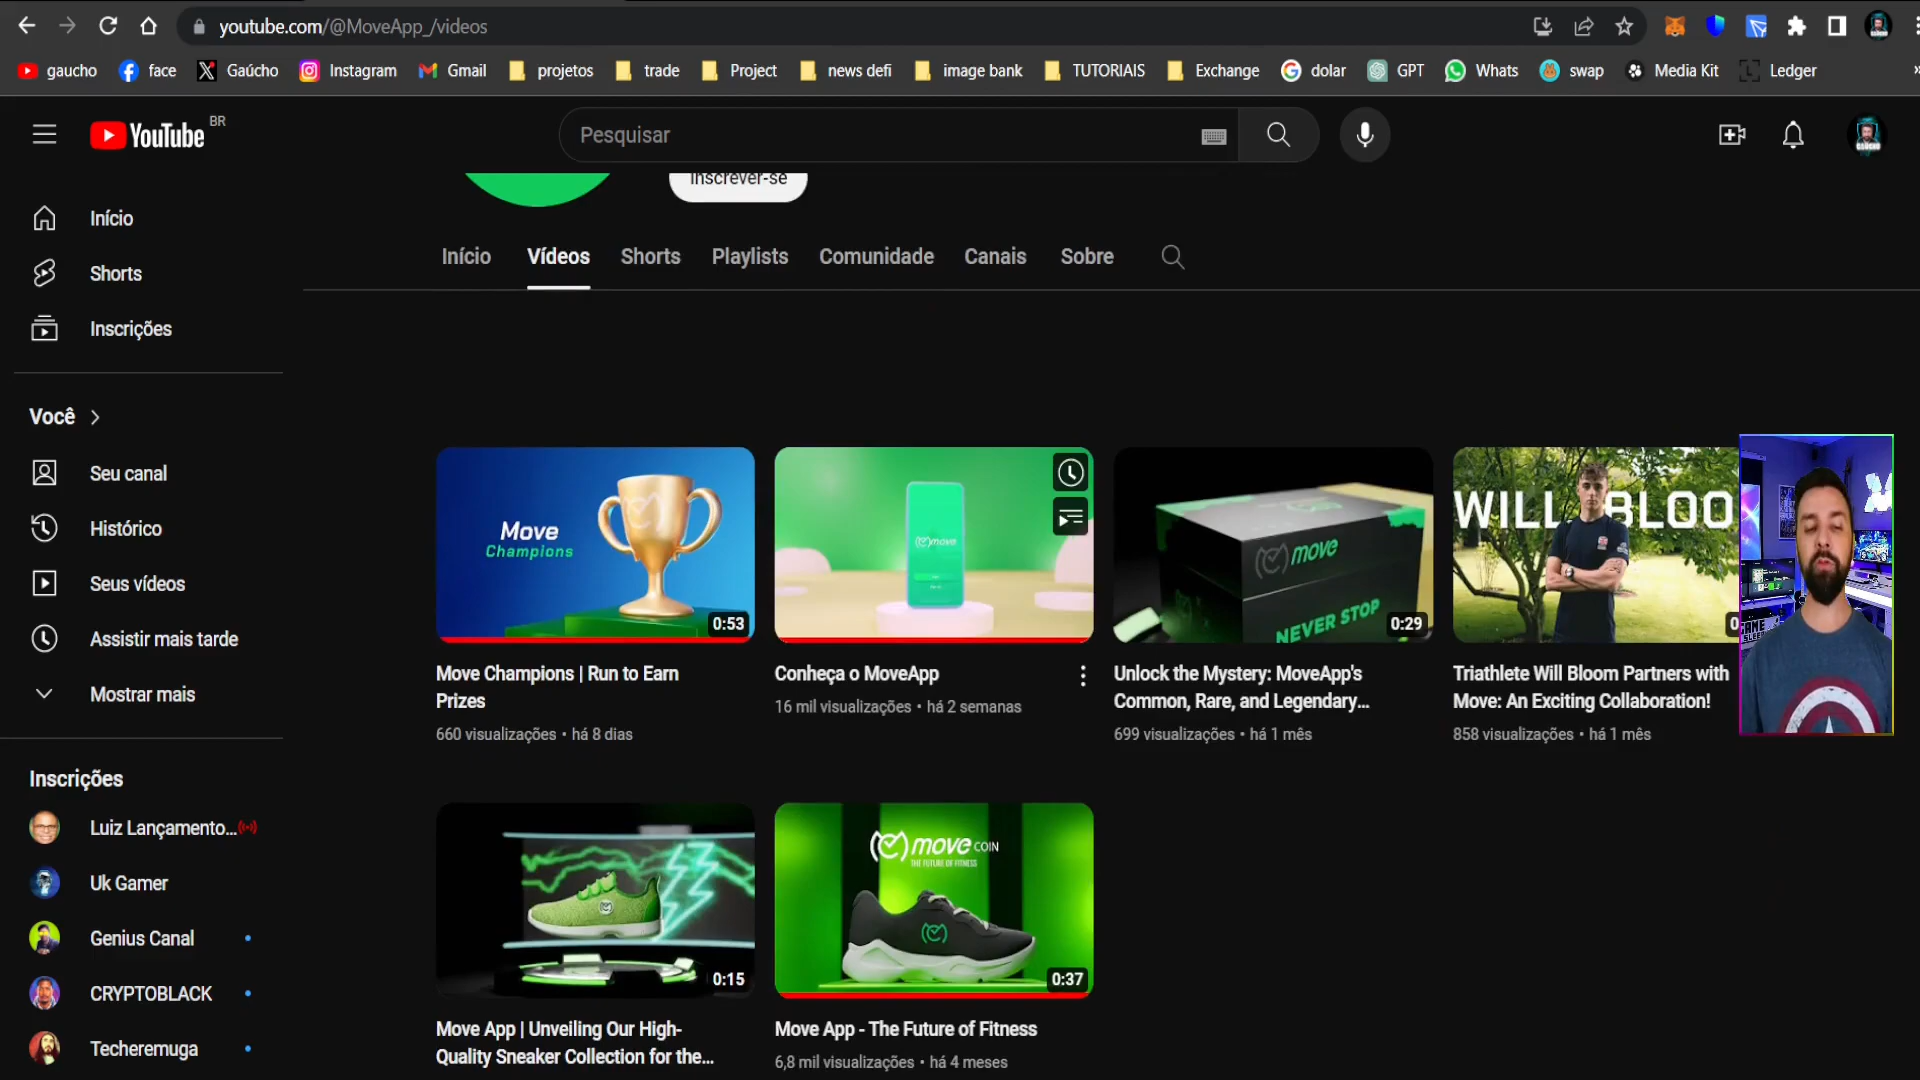 youtube.com/@MoveApp_/videos
gaucho
face
Gaúcho
Instagram
Gmail
projetos
trade
Project
news defi
image bank
TUTORIAIS
Exchange
dolar
GPT
Whats
swap
Media Kit
Ledger
YouTube BR
Pesquisar
Inscrever-se
Início
Vídeos
Shorts
Playlists
Comunidade
Canais
Sobre
Início
Shorts
Inscrições
Você
Seu canal
Histórico
Seus vídeos
Assistir mais tarde
Mostrar mais
Inscrições
Luiz Lançamento...
Uk Gamer
Genius Canal
CRYPTOBLACK
Techeremuga
Move
Champions
0:53
Move Champions | Run to Earn
Prizes
660 visualizações • há 8 dias
move
Conheça o MoveApp
16 mil visualizações • há 2 semanas
move
NEVER STOP
0:29
Unlock the Mystery: MoveApp's
Common, Rare, and Legendary...
699 visualizações • há 1 mês
WILL BLOO
0
Triathlete Will Bloom Partners with
Move: An Exciting Collaboration!
858 visualizações • há 1 mês
GAME
SLEEP
0:15
Move App | Unveiling Our High-
Quality Sneaker Collection for the...
move COIN
THE FUTURE OF FITNESS
0:37
Move App - The Future of Fitness
6,8 mil visualizações • há 4 meses